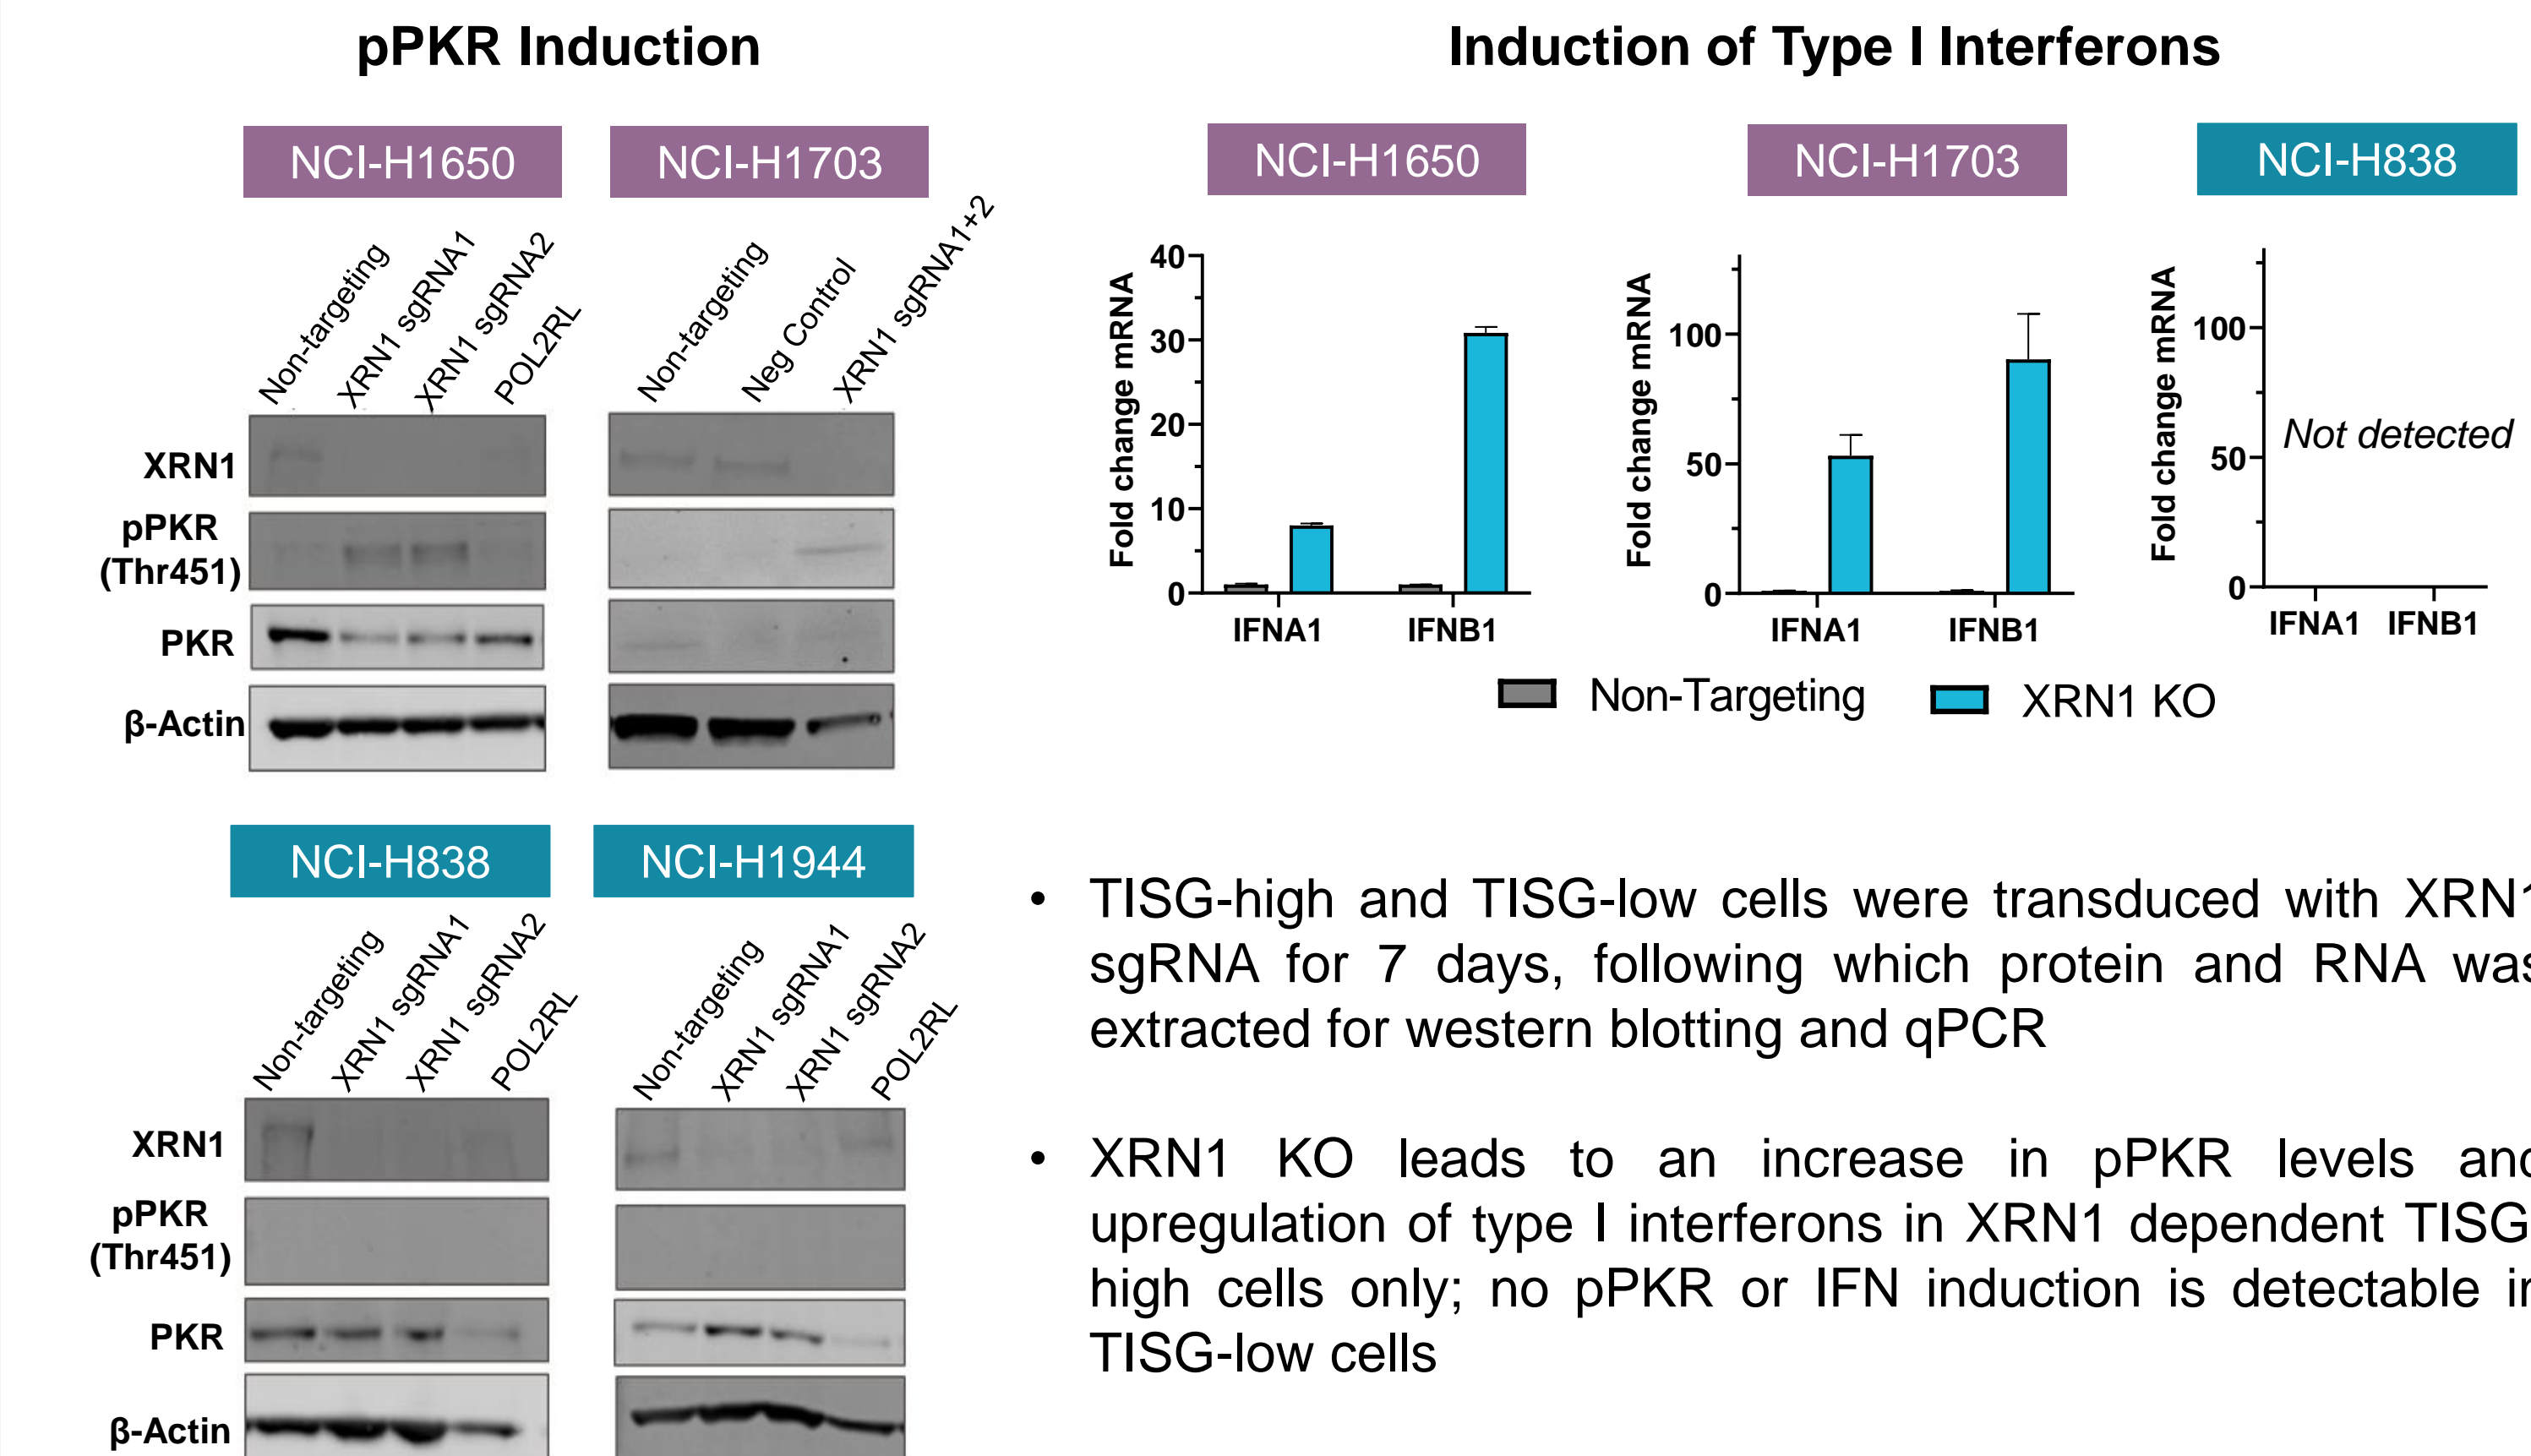 pPKR Induction
NCI-H1650
NCI-H1703
Non-targeting
XRN1 sgRNA1
XRN1 sgRNA2
POL2RL
Non-targeting
Neg Control
XRN1 sgRNA1+2
XRN1
pPKR
(Thr451)
PKR
β-Actin
NCI-H838
NCI-H1944
Non-targeting
XRN1 sgRNA1
XRN1 sgRNA2
POL2RL
Non-targeting
XRN1 sgRNA1
XRN1 sgRNA2
POL2RL
XRN1
pPKR
(Thr451)
PKR
β-Actin
Induction of Type I Interferons
NCI-H1650
Fold change mRNA
40
30
20
10
0
IFNA1 IFNB1
NCI-H1703
Fold change mRNA
100
50
0
IFNA1 IFNB1
NCI-H838
Fold change mRNA
100
50
0
Not detected
IFNA1 IFNB1
Non-Targeting XRN1 KO
• TISG-high and TISG-low cells were transduced with XRN1
sgRNA for 7 days, following which protein and RNA was
extracted for western blotting and qPCR
• XRN1 KO leads to an increase in pPKR levels and
upregulation of type I interferons in XRN1 dependent TISG-
high cells only; no pPKR or IFN induction is detectable in
TISG-low cells